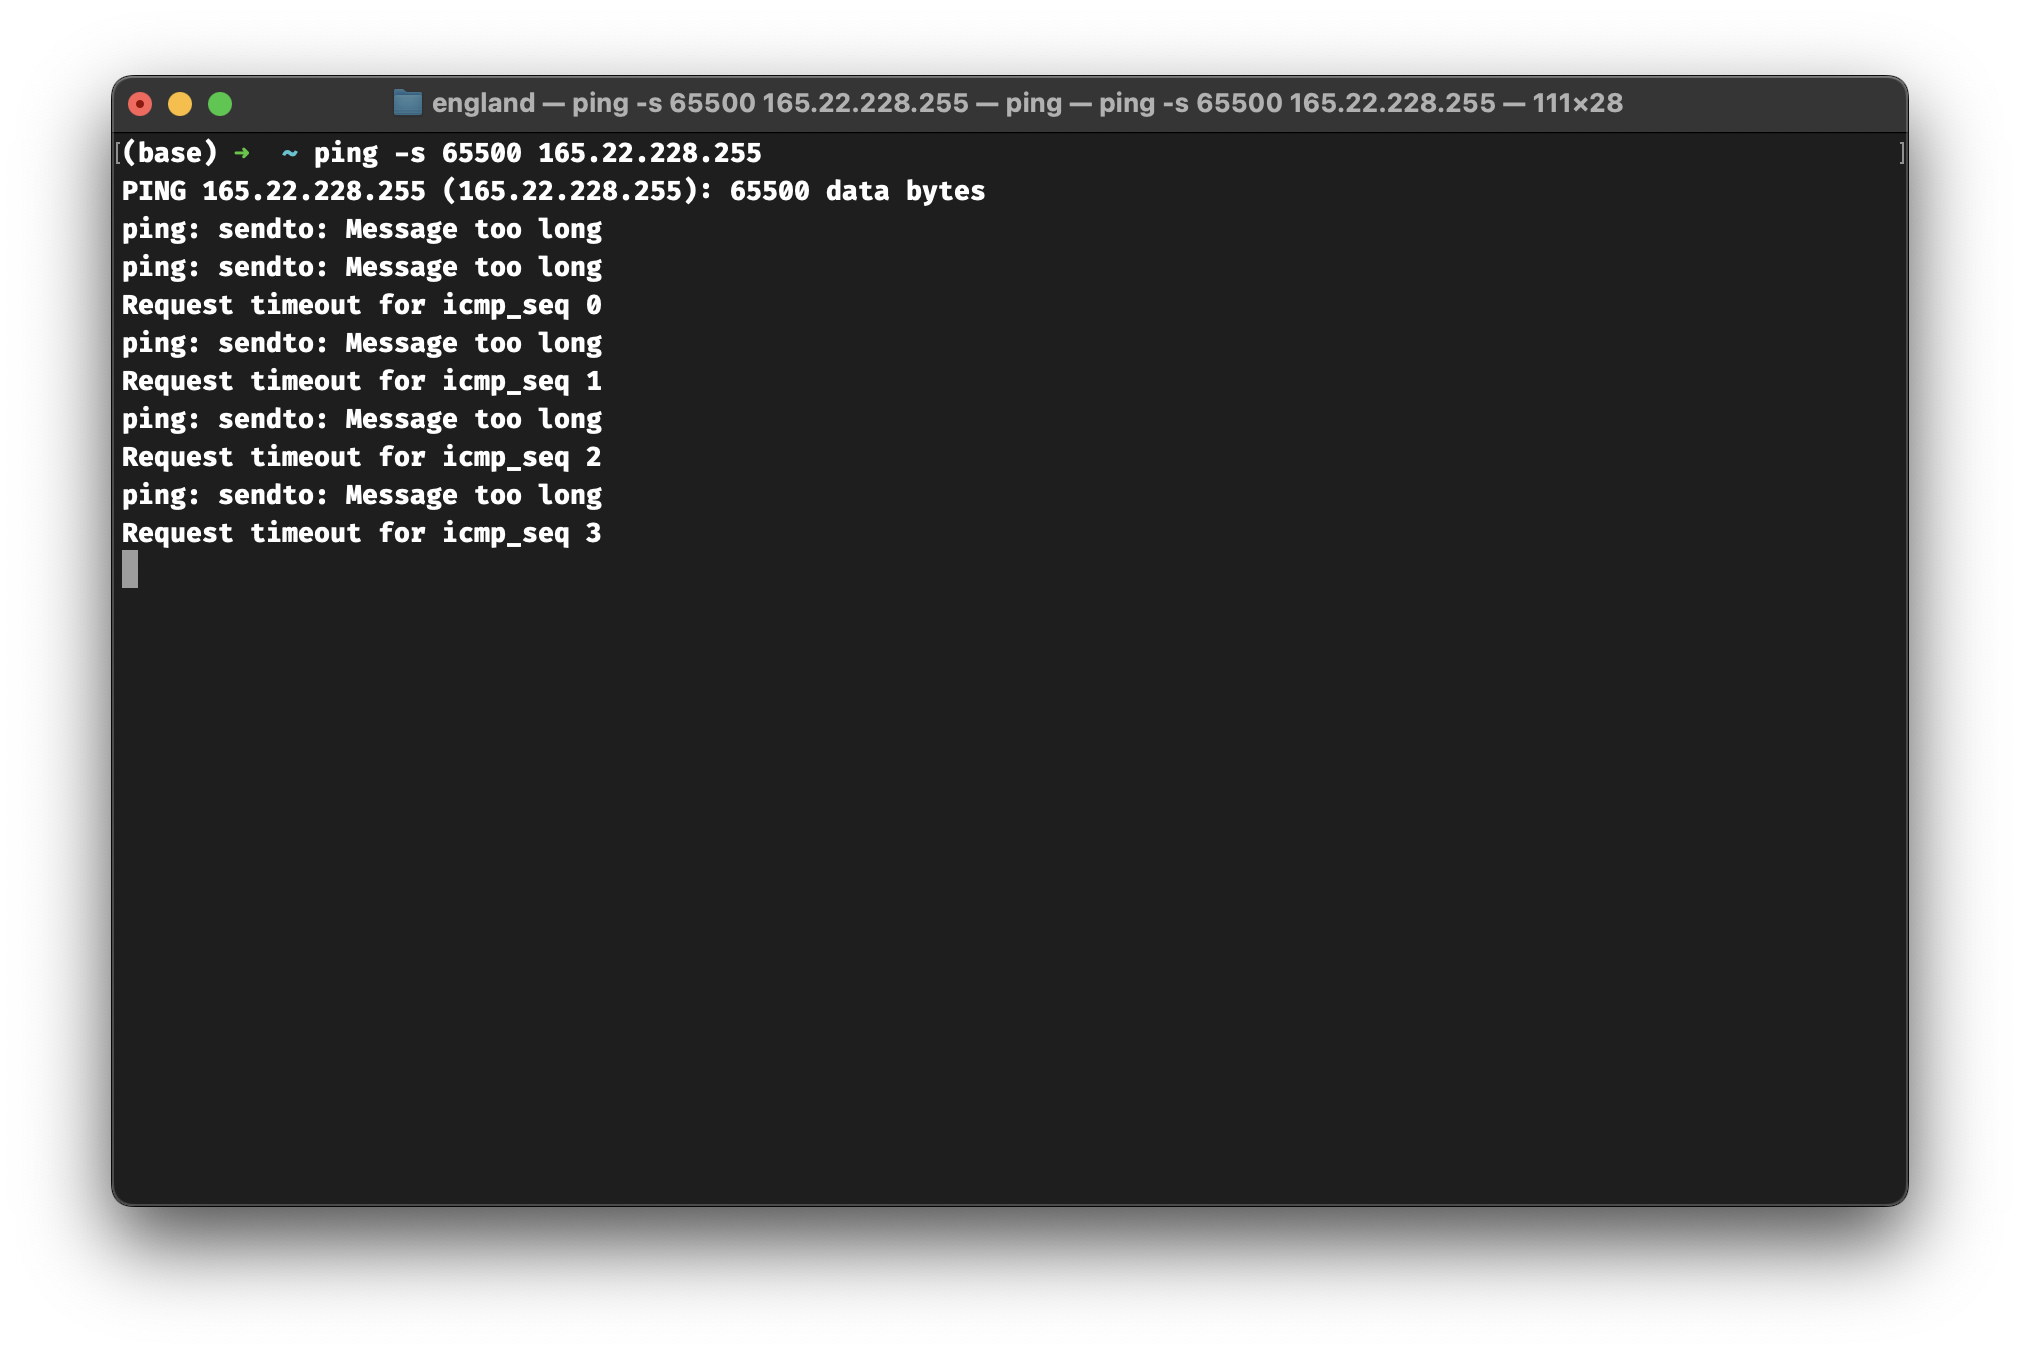 england — ping -s 65500 165.22.228.255 — ping — ping -s 65500 165.22.228.255 — 111×28
[(base) ➜  ~ ping -s 65500 165.22.228.255 ]
PING 165.22.228.255 (165.22.228.255): 65500 data bytes
ping: sendto: Message too long
ping: sendto: Message too long
Request timeout for icmp_seq 0
ping: sendto: Message too long
Request timeout for icmp_seq 1
ping: sendto: Message too long
Request timeout for icmp_seq 2
ping: sendto: Message too long
Request timeout for icmp_seq 3